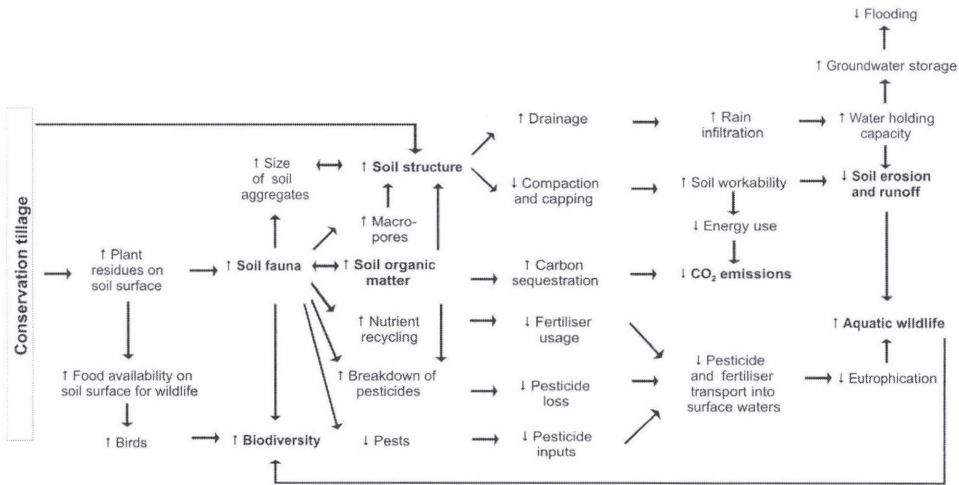 ↓ Flooding
↑ Groundwater storage
Conservation tillage
↑ Drainage
↑ Rain
infiltration
↑ Water holding
capacity
↑ Size
of soil
aggregates
↑ Soil structure
↓ Compaction
and capping
↑ Soil workability
↓ Soil erosion
and runoff
↑ Macro-
pores
↓ Energy use
↑ Plant
residues on
soil surface
↑ Soil fauna
↑ Soil organic
matter
↑ Carbon
sequestration
↓ CO₂ emissions
↑ Nutrient
recycling
↓ Fertiliser
usage
↑ Aquatic wildlife
↑ Food availability on
soil surface for wildlife
↑ Breakdown of
pesticides
↓ Pesticide
loss
↓ Pesticide
and fertiliser
transport into
surface waters
↓ Eutrophication
↑ Birds
↑ Biodiversity
↓ Pests
↓ Pesticide
inputs